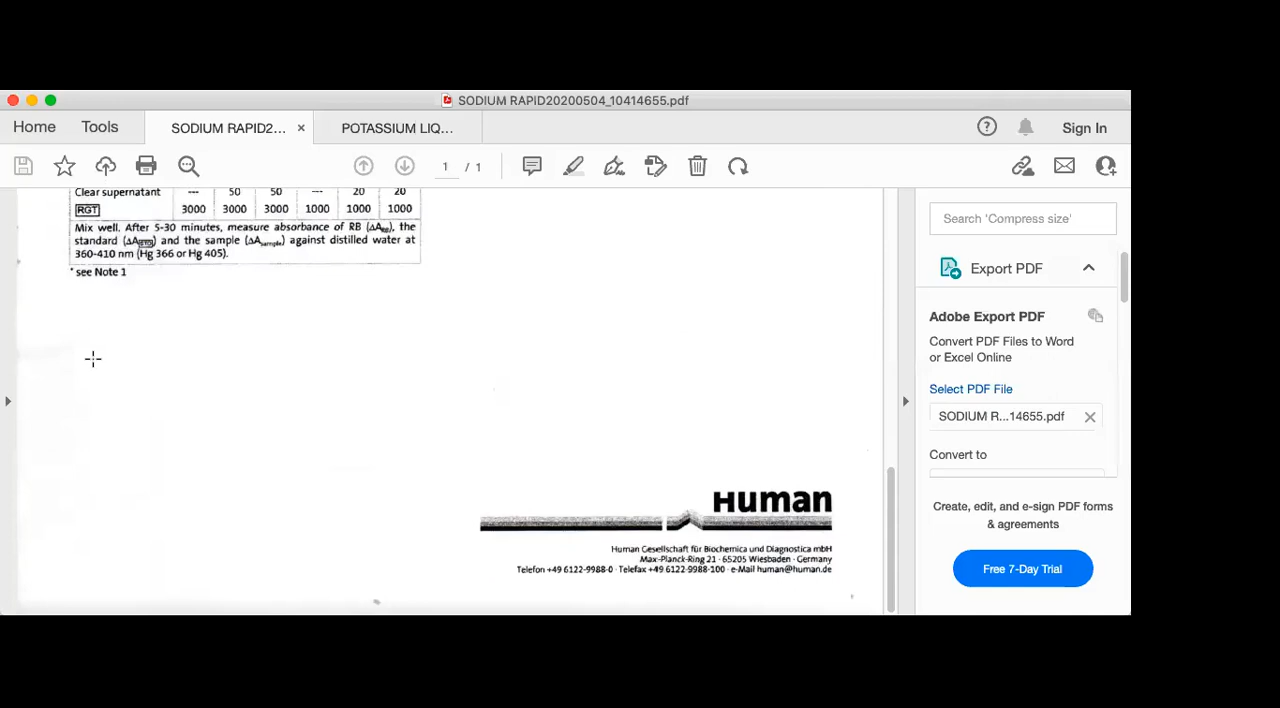 SODIUM RAPID20200504_10414655.pdf
Home Tools SODIUM RAPID2... × POTASSIUM LIQ... Sign In
1 / 1
Clear supernatant --- 50 50 --- 20 20
RGT 3000 3000 3000 1000 1000 1000
Mix well. After 5-30 minutes, measure absorbance of RB (ΔARB), the
standard (ΔASTD) and the sample (ΔAsample) against distilled water at
360-410 nm (Hg 366 or Hg 405).
* see Note 1
Human
Human Gesellschaft für Biochemica und Diagnostica mbH
Max-Planck-Ring 21 · 65205 Wiesbaden · Germany
Telefon +49 6122-9988-0 · Telefax +49 6122-9988-100 · e-Mail human@human.de
Search 'Compress size'
Export PDF
Adobe Export PDF
Convert PDF Files to Word
or Excel Online
Select PDF File
SODIUM R...14655.pdf
Convert to
Create, edit, and e-sign PDF forms
& agreements
Free 7-Day Trial